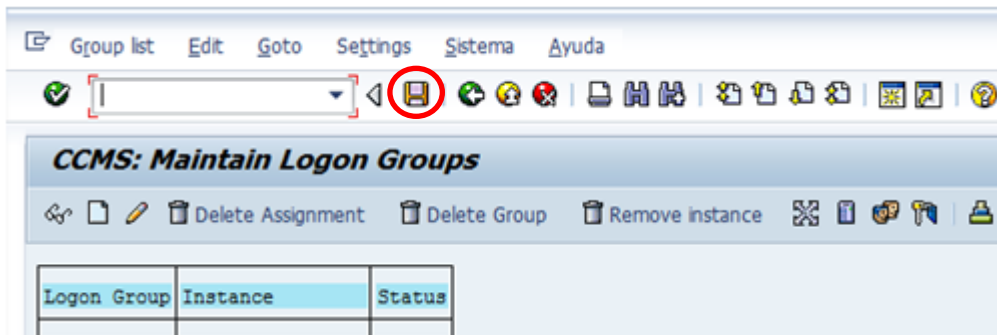 Group list Edit Goto Settings Sistema Ayuda
CCMS: Maintain Logon Groups
Delete Assignment Delete Group Remove instance
Logon Group Instance Status